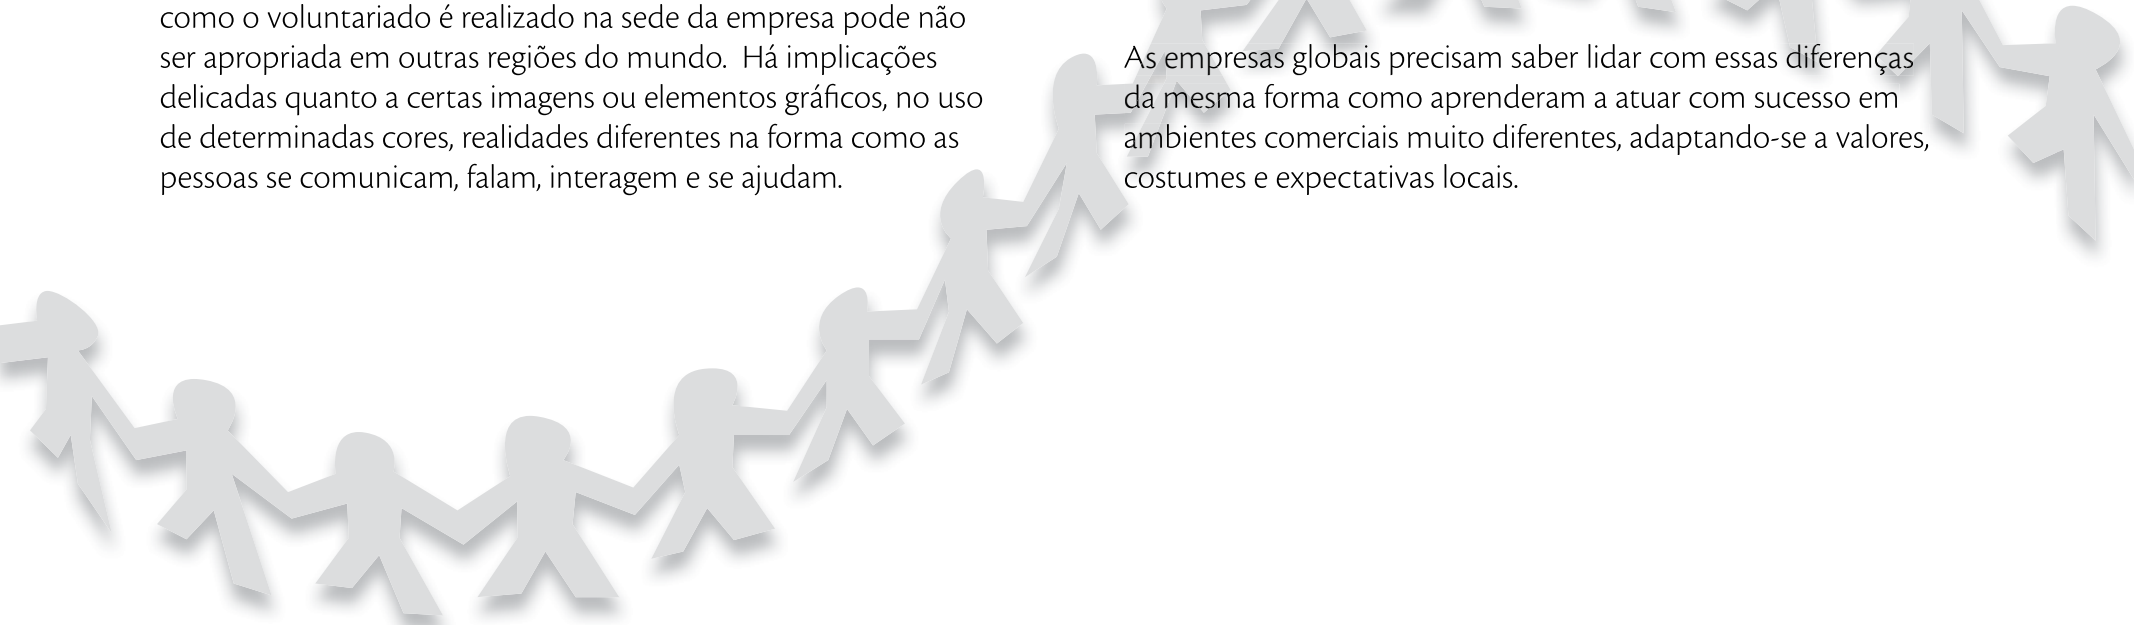 como o voluntariado é realizado na sede da empresa pode não
ser apropriada em outras regiões do mundo.  Há implicações
delicadas quanto a certas imagens ou elementos gráficos, no uso
de determinadas cores, realidades diferentes na forma como as
pessoas se comunicam, falam, interagem e se ajudam.
As empresas globais precisam saber lidar com essas diferenças
da mesma forma como aprenderam a atuar com sucesso em
ambientes comerciais muito diferentes, adaptando-se a valores,
costumes e expectativas locais.